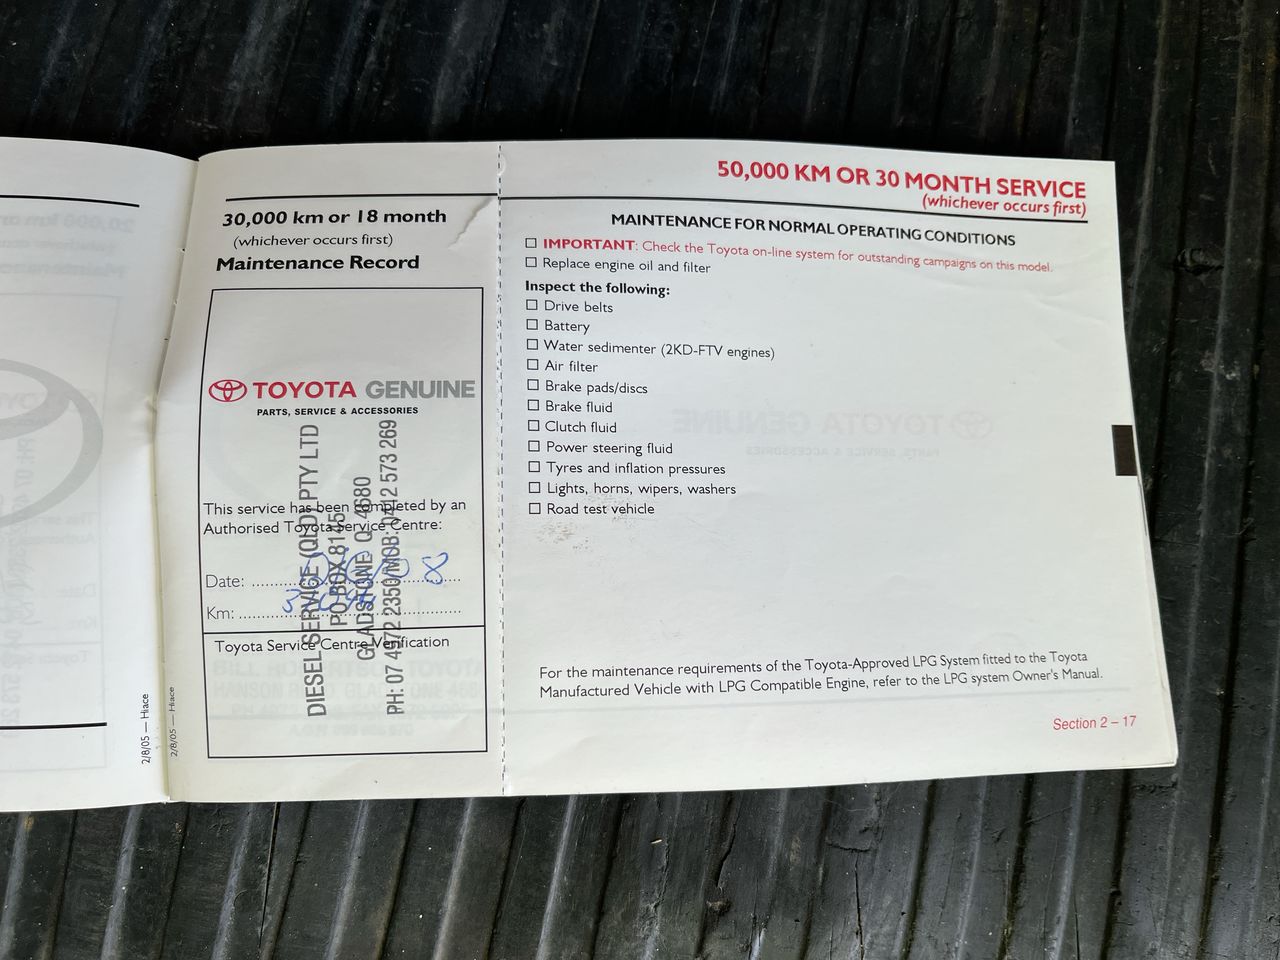 30,000 km or 18 month
(whichever occurs first)
Maintenance Record
TOYOTA GENUINE
PARTS, SERVICE & ACCESSORIES
This service has been completed by an
Authorised Toyota Service Centre:
Date:
Km:
Toyota Service Centre Verification
DIESEL SERVICE (QLD) PTY LTD
PO BOX 8145
GLADSTONE Q. 4680
PH: 07 4972 2350/MOB: 0412 573 269
2/8/05 — Hiace
2/8/05 — Hiace
50,000 KM OR 30 MONTH SERVICE
(whichever occurs first)
MAINTENANCE FOR NORMAL OPERATING CONDITIONS
IMPORTANT: Check the Toyota on-line system for outstanding campaigns on this model.
Replace engine oil and filter
Inspect the following:
Drive belts
Battery
Water sedimenter (2KD-FTV engines)
Air filter
Brake pads/discs
Brake fluid
Clutch fluid
Power steering fluid
Tyres and inflation pressures
Lights, horns, wipers, washers
Road test vehicle
For the maintenance requirements of the Toyota-Approved LPG System fitted to the Toyota
Manufactured Vehicle with LPG Compatible Engine, refer to the LPG system Owner's Manual.
Section 2 – 17